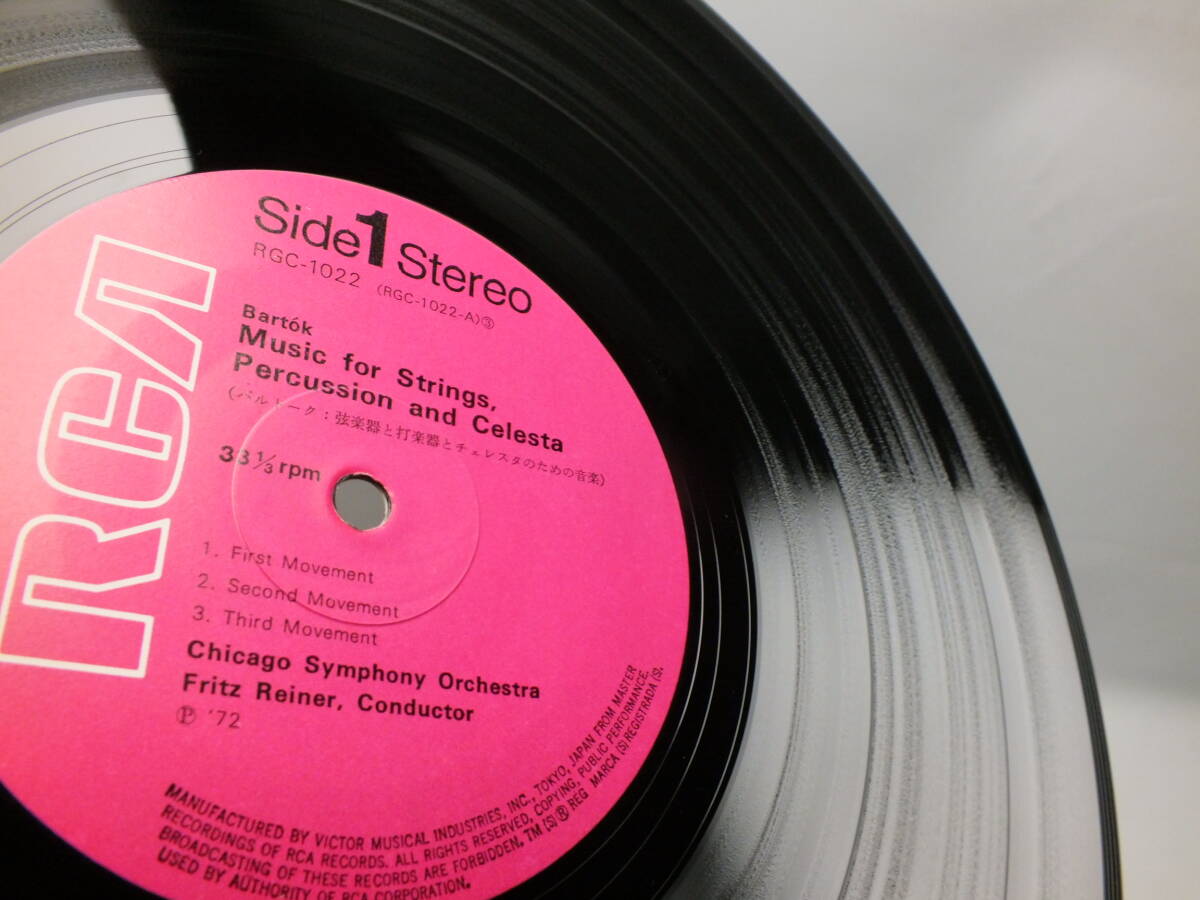 RCA
Side 1 Stereo
RGC-1022 (RGC-1022-A)③
Bartók
Music for Strings,
Percussion and Celesta
(バルトーク：弦楽器と打楽器とチェレスタのための音楽)
33 1/3 rpm
1. First Movement
2. Second Movement
3. Third Movement
Chicago Symphony Orchestra
Fritz Reiner, Conductor
℗ '72
MANUFACTURED BY VICTOR MUSICAL INDUSTRIES, INC., TOKYO, JAPAN FROM MASTER
RECORDINGS OF RCA RECORDS. ALL RIGHTS RESERVED, COPYING, PUBLIC PERFORMANCE,
BROADCASTING OF THESE RECORDS ARE FORBIDDEN. TM(S) ® REG MARCA (S) REGISTRADA (S).
USED BY AUTHORITY OF RCA CORPORATION.